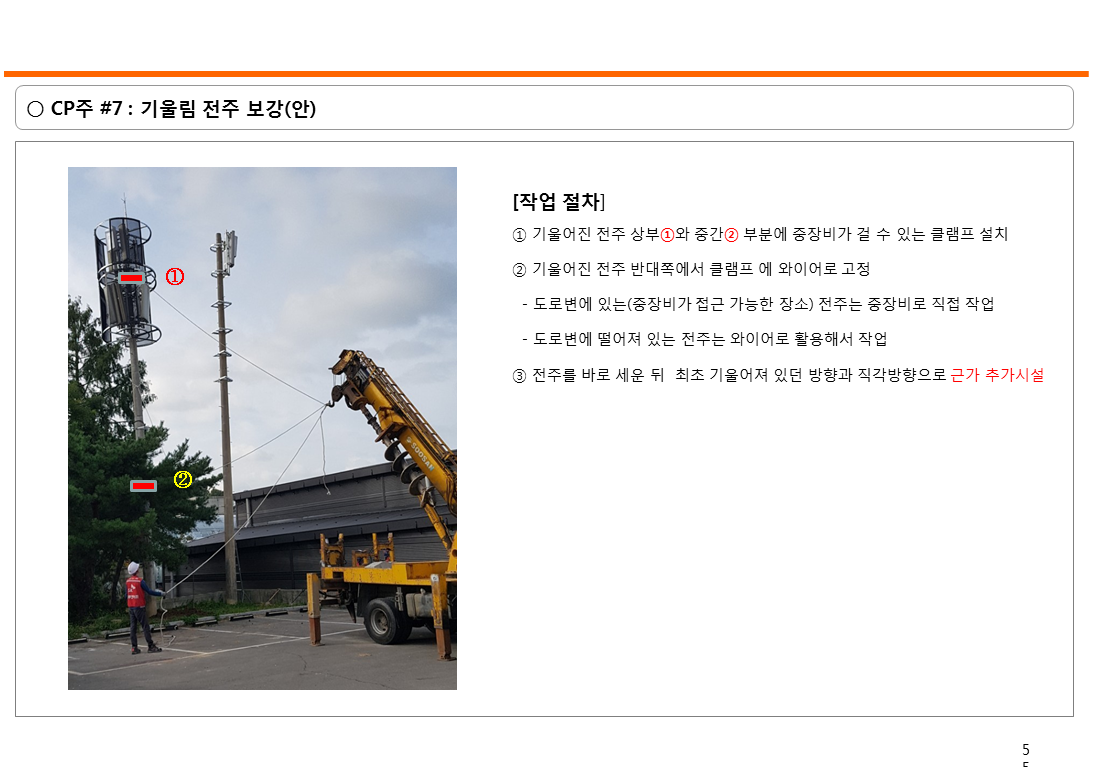 ○ CP주 #7 : 기울림 전주 보강(안)
[작업 절차]
① 기울어진 전주 상부①와 중간② 부분에 중장비가 걸 수 있는 클램프 설치
② 기울어진 전주 반대쪽에서 클램프 에 와이어로 고정
- 도로변에 있는(중장비가 접근 가능한 장소) 전주는 중장비로 직접 작업
- 도로변에 떨어져 있는 전주는 와이어로 활용해서 작업
③ 전주를 바로 세운 뒤 최초 기울어져 있던 방향과 직각방향으로 근가 추가시설
①
②
SOOSAN
5
5